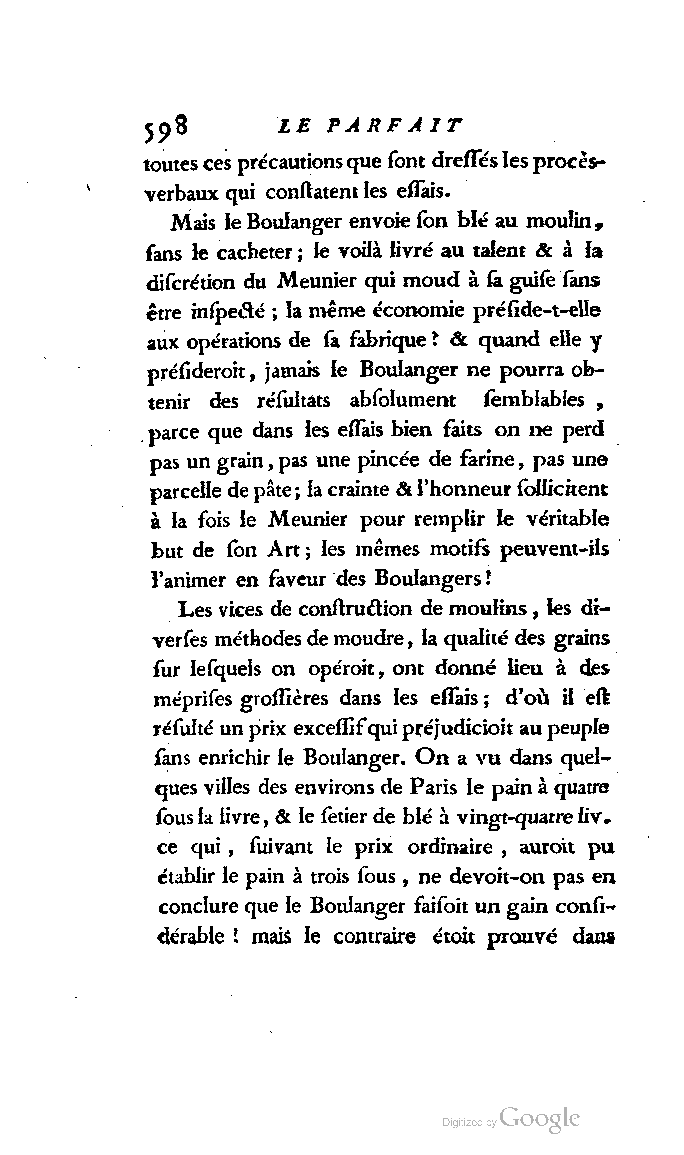 598 LE PARFAIT
toutes ces précautions que ſont dreſſés les procès-
verbaux qui conſtatent les eſſais.
Mais le Boulanger envoie ſon blé au moulin,
ſans le cacheter ; le voilà livré au talent & à ſa
diſcrétion du Meunier qui moud à ſa guiſe ſans
être inſpecté ; la même économie préſide-t-elle
aux opérations de ſa fabrique ? & quand elle y
préſideroit, jamais le Boulanger ne pourra ob-
tenir des réſultats abſolument ſemblables ,
parce que dans les eſſais bien faits on ne perd
pas un grain, pas une pincée de farine, pas une
parcelle de pâte ; la crainte & l'honneur ſollicitent
à la fois le Meunier pour remplir le véritable
but de ſon Art ; les mêmes motifs peuvent-ils
l'animer en faveur des Boulangers !
Les vices de conſtruction de moulins , les di-
verſes méthodes de moudre, la qualité des grains
ſur leſquels on opéroit, ont donné lieu à des
mépriſes groſſières dans les eſſais ; d'où il eſt
réſulté un prix exceſſif qui préjudicioit au peuple
ſans enrichir le Boulanger. On a vu dans quel-
ques villes des environs de Paris le pain à quatre
ſous la livre, & le ſetier de blé à vingt-quatre liv.
ce qui , ſuivant le prix ordinaire , auroit pu
établir le pain à trois ſous , ne devoit-on pas en
conclure que le Boulanger faiſoit un gain conſi-
dérable ! mais le contraire étoit prouvé dans
Digitized by Google